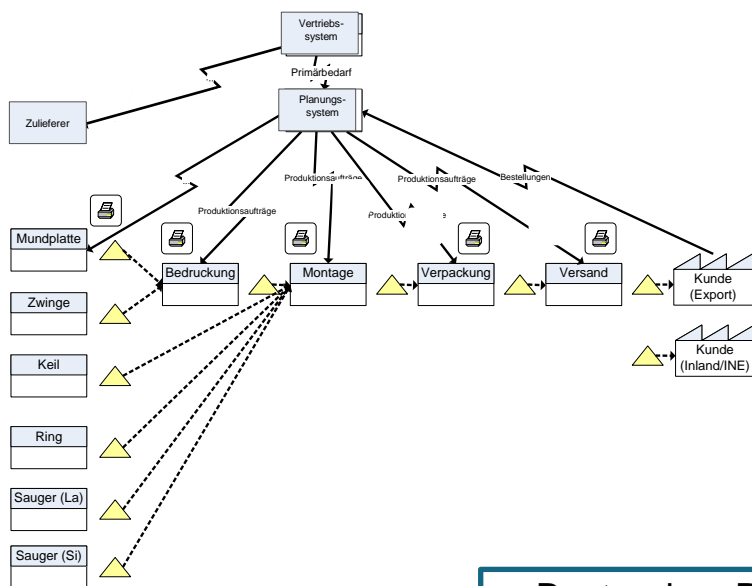 Vertriebs-
system
Primärbedarf
Planungs-
system
Zulieferer
...
...
Produktionsaufträge
Produktionsaufträge
Produktionsaufträge
Bestellungen
Mundplatte
Bedruckung
Montage
Verpackung
Versand
Kunde
(Export)
Zwinge
Kunde
(Inland/INE)
Keil
Ring
Sauger (La)
Sauger (Si)